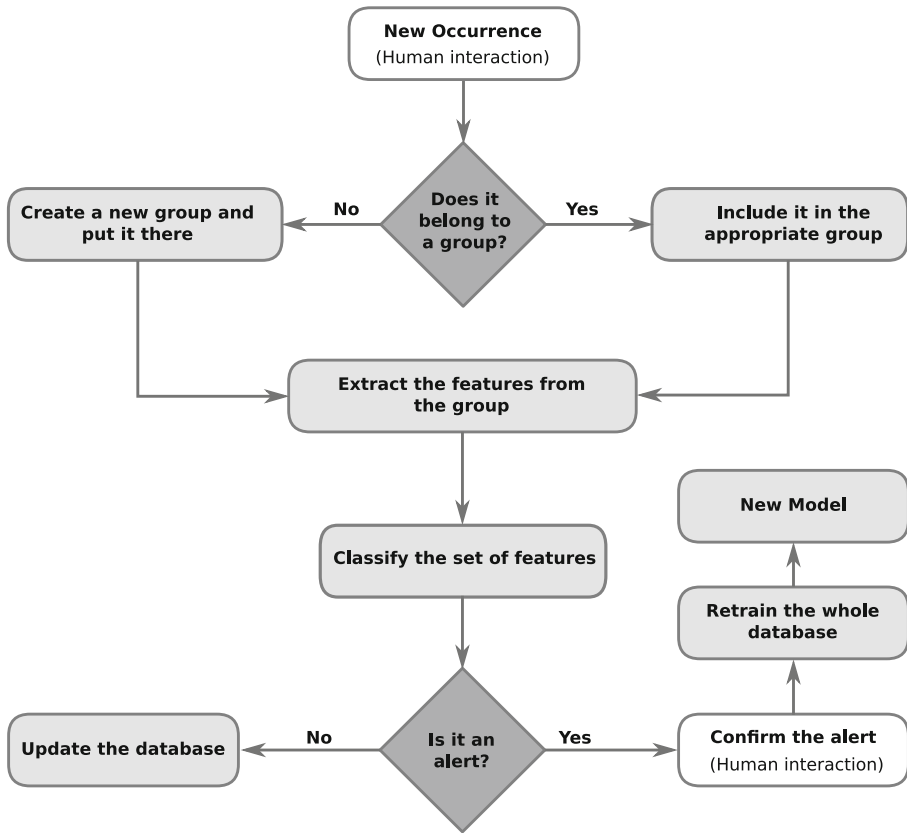 New Occurrence
(Human interaction)
Does it
belong to
a group?
No
Yes
Create a new group and
put it there
Include it in the
appropriate group
Extract the features from
the group
Classify the set of features
New Model
Retrain the whole
database
Is it an
alert?
No
Yes
Update the database
Confirm the alert
(Human interaction)